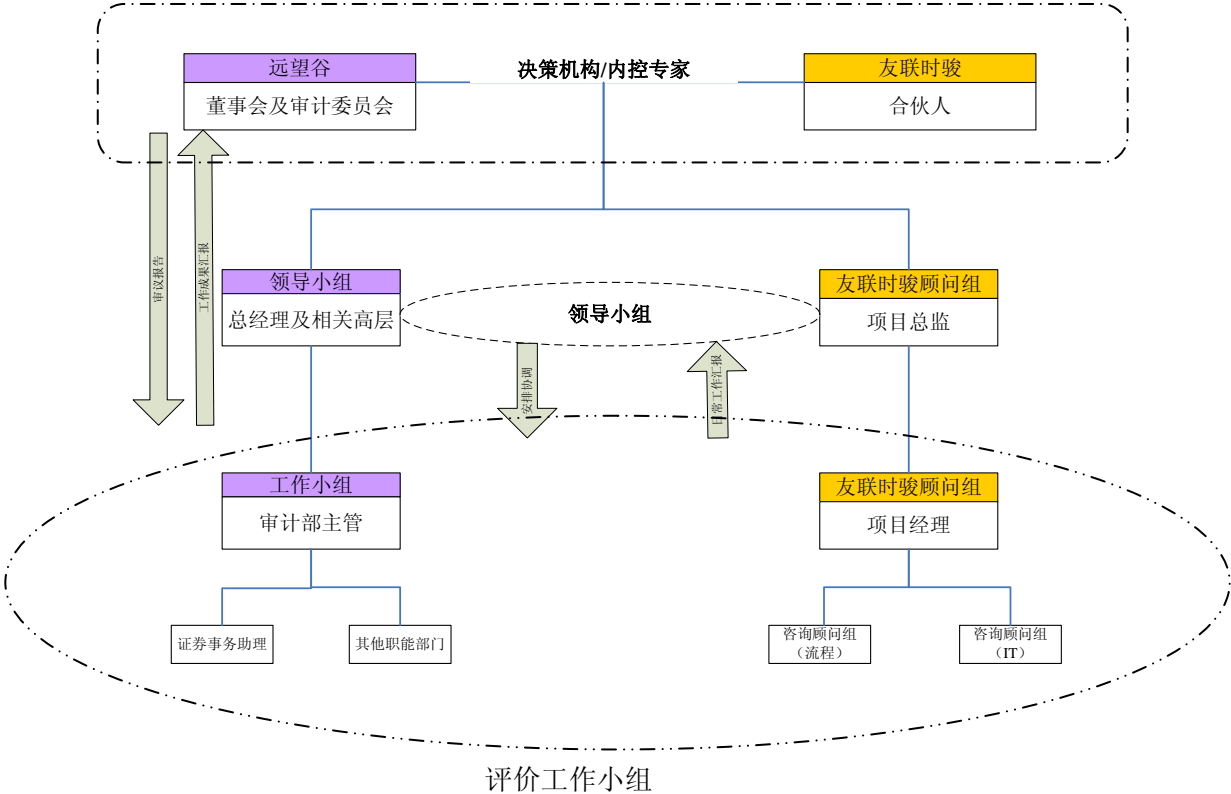 远望谷
董事会及审计委员会
决策机构/内控专家
友联时骏
合伙人
审议报告
工作成果汇报
领导小组
总经理及相关高层
领导小组
友联时骏顾问组
项目总监
安排协调
日常工作汇报
工作小组
审计部主管
友联时骏顾问组
项目经理
证券事务助理
其他职能部门
咨询顾问组
（流程）
咨询顾问组
（IT）
评价工作小组